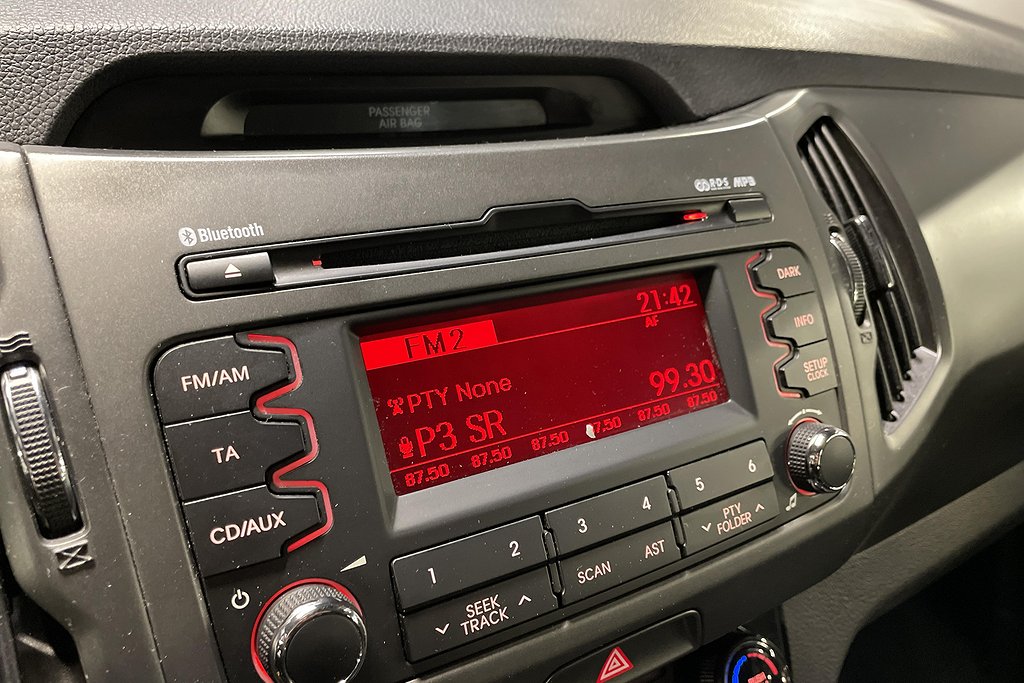 PASSENGER
AIR BAG
RDS MP3
Bluetooth
DARK
INFO
SETUP
CLOCK
FM/AM
TA
CD/AUX
FM2
21:42
AF
PTY None
99.30
P3 SR
87.50 87.50 87.50 87.50 87.50 87.50
1 2
3 4
5 6
SEEK
TRACK
SCAN AST
PTY
FOLDER